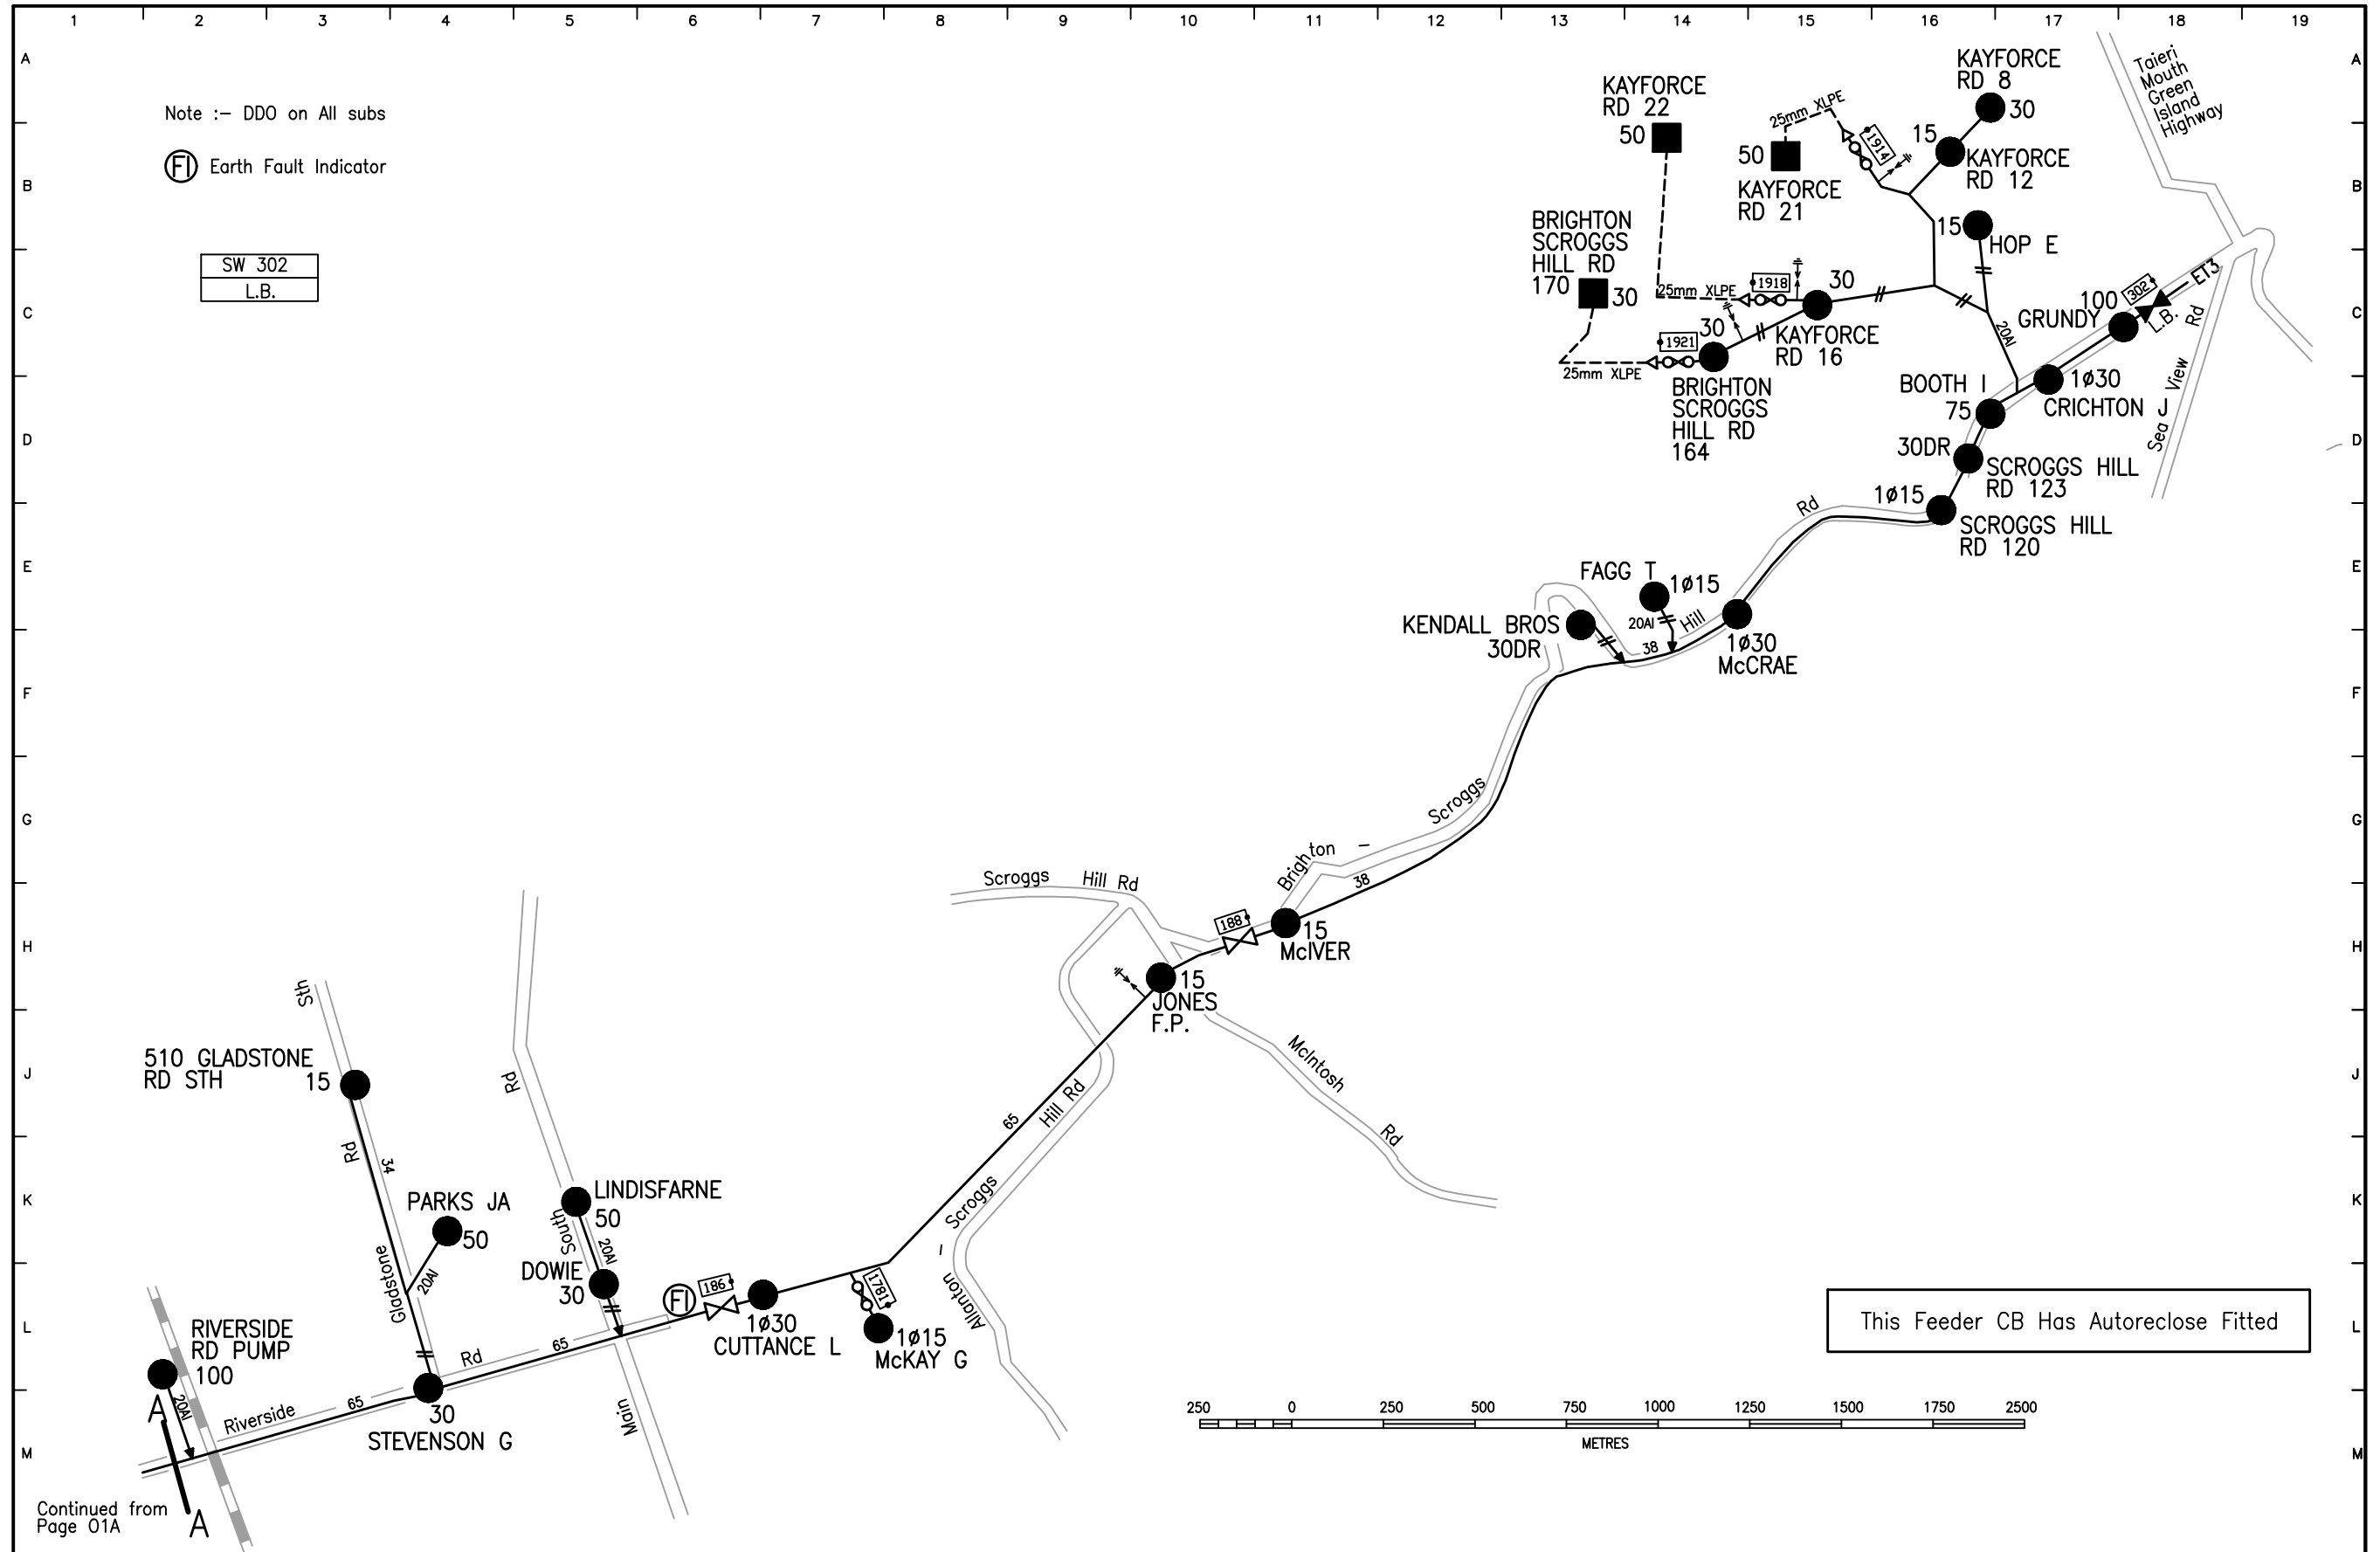 1 2 3 4 5 6 7 8 9 10 11 12 13 14 15 16 17 18 19
A
A
Note :- DDO on All subs
FI Earth Fault Indicator
SW 302
L.B.
B
B
C
C
KAYFORCE
RD 22
50
25mm XLPE
50
KAYFORCE
RD 21
1914
KAYFORCE
RD 8
30
15
KAYFORCE
RD 12
Taieri
Mouth
Green
Island
Highway
BRIGHTON
SCROGGS
HILL RD
170
30
25mm XLPE
1918
30
KAYFORCE
RD 16
15
HOP E
25mm XLPE
1921
30
BRIGHTON
SCROGGS
HILL RD
164
20Al
100
GRUNDY
302
L.B.
ET3
Sea View Rd
BOOTH I
75
1ø30
CRICHTON J
D
D
30DR
SCROGGS HILL
RD 123
1ø15
SCROGGS HILL
RD 120
E
E
Rd
FAGG T
1ø15
20Al
Hill
KENDALL BROS
30DR
38
1ø30
McCRAE
F
F
G
G
Scroggs
Brighton -
38
H
H
Scroggs Hill Rd
188
15
McIVER
15
JONES
F.P.
McIntosh
Rd
J
J
Sth
510 GLADSTONE
RD STH
15
Rd
34
Rd
65
Hill Rd
K
K
PARKS JA
50
20Al
Gladstone
LINDISFARNE
50
South
20Al
DOWIE
30
Scroggs
-
Allanton
L
L
FI
186
1ø30
CUTTANCE L
1781
1ø15
McKAY G
This Feeder CB Has Autoreclose Fitted
RIVERSIDE
RD PUMP
100
20Al
Rd
65
Riverside
65
30
STEVENSON G
Main
M
M
A
A
250 0 250 500 750 1000 1250 1500 1750 2500
METRES
Continued from
Page 01A